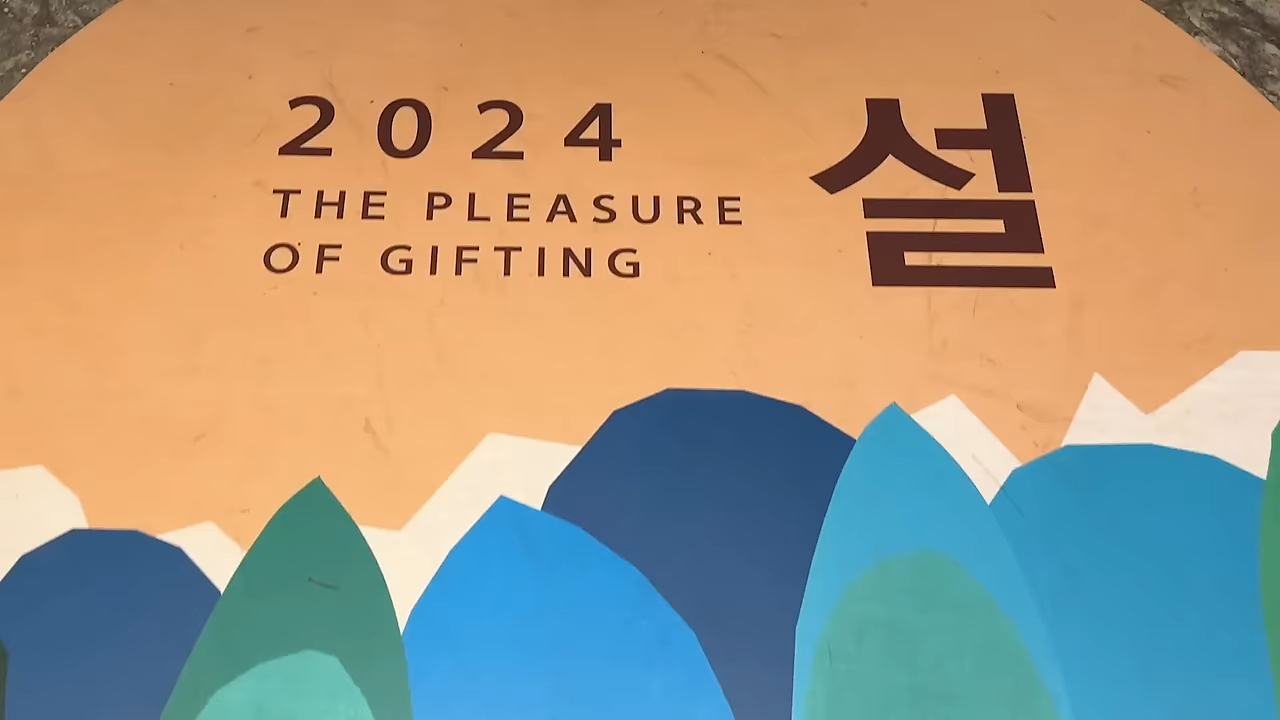 2024
THE PLEASURE
OF GIFTING
설